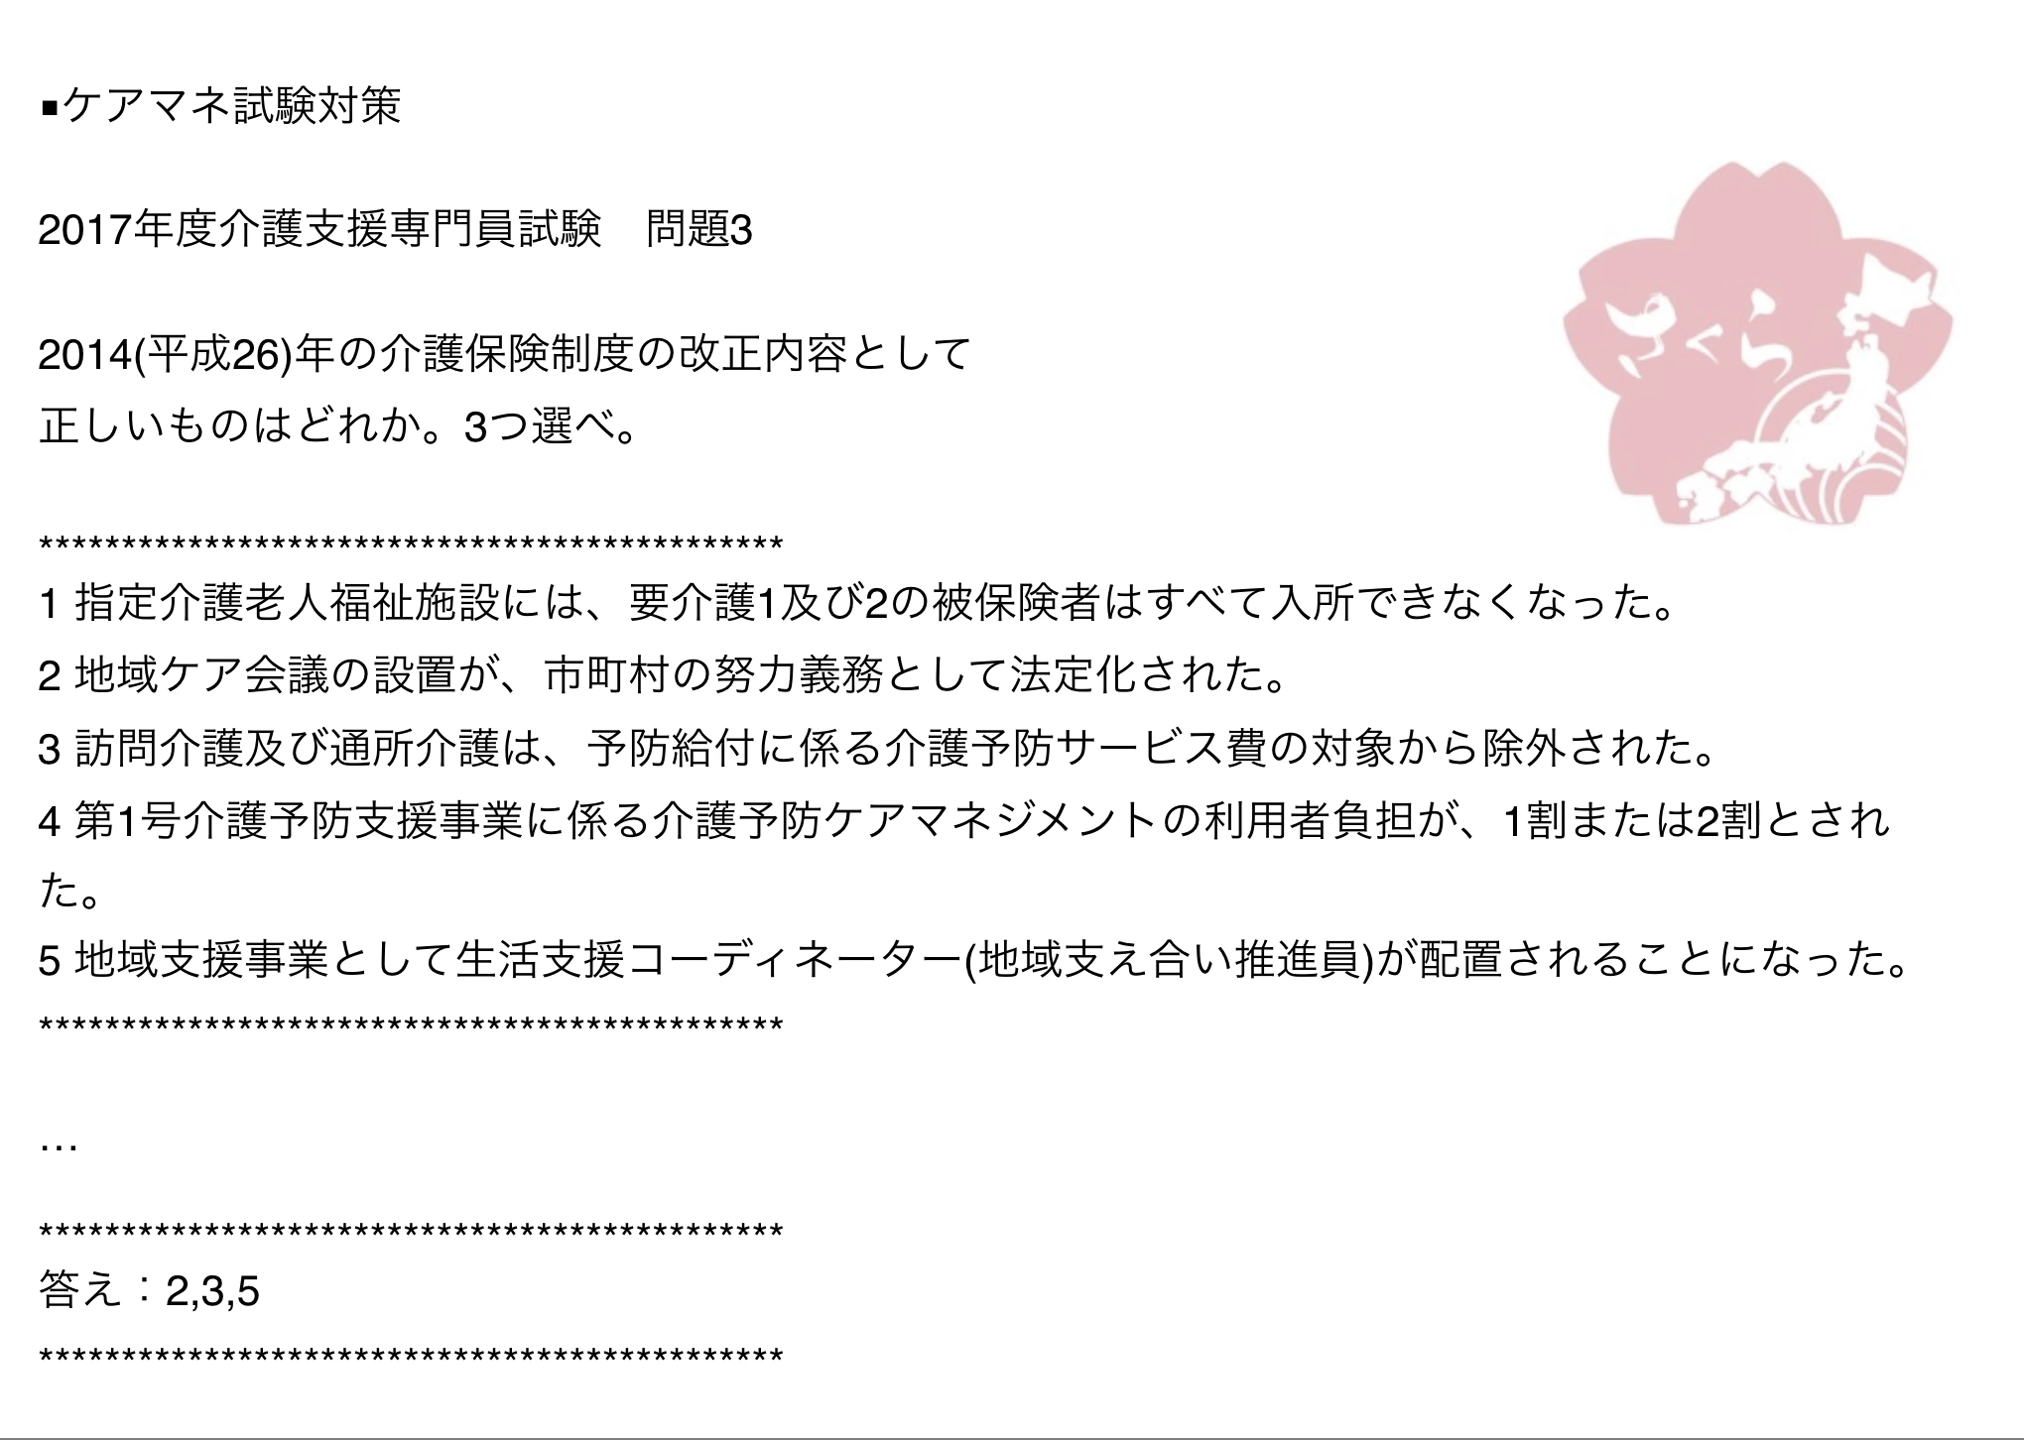 ■ケアマネ試験対策
2017年度介護支援専門員試験　問題3
2014(平成26)年の介護保険制度の改正内容として
正しいものはどれか。3つ選べ。
さくら
*********************************************
1 指定介護老人福祉施設には、要介護1及び2の被保険者はすべて入所できなくなった。
2 地域ケア会議の設置が、市町村の努力義務として法定化された。
3 訪問介護及び通所介護は、予防給付に係る介護予防サービス費の対象から除外された。
4 第1号介護予防支援事業に係る介護予防ケアマネジメントの利用者負担が、1割または2割とされ
た。
5 地域支援事業として生活支援コーディネーター(地域支え合い推進員)が配置されることになった。
*********************************************
…
*********************************************
答え：2,3,5
*********************************************